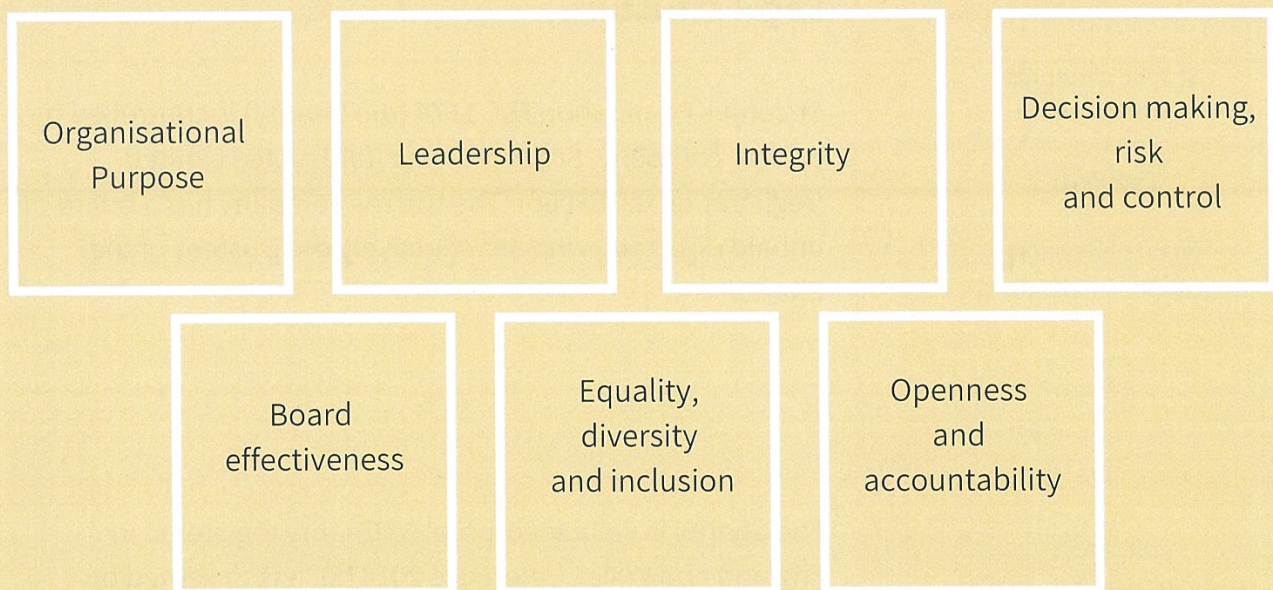 Organisational
Purpose
Leadership
Integrity
Decision making,
risk
and control
Board
effectiveness
Equality,
diversity
and inclusion
Openness
and
accountability